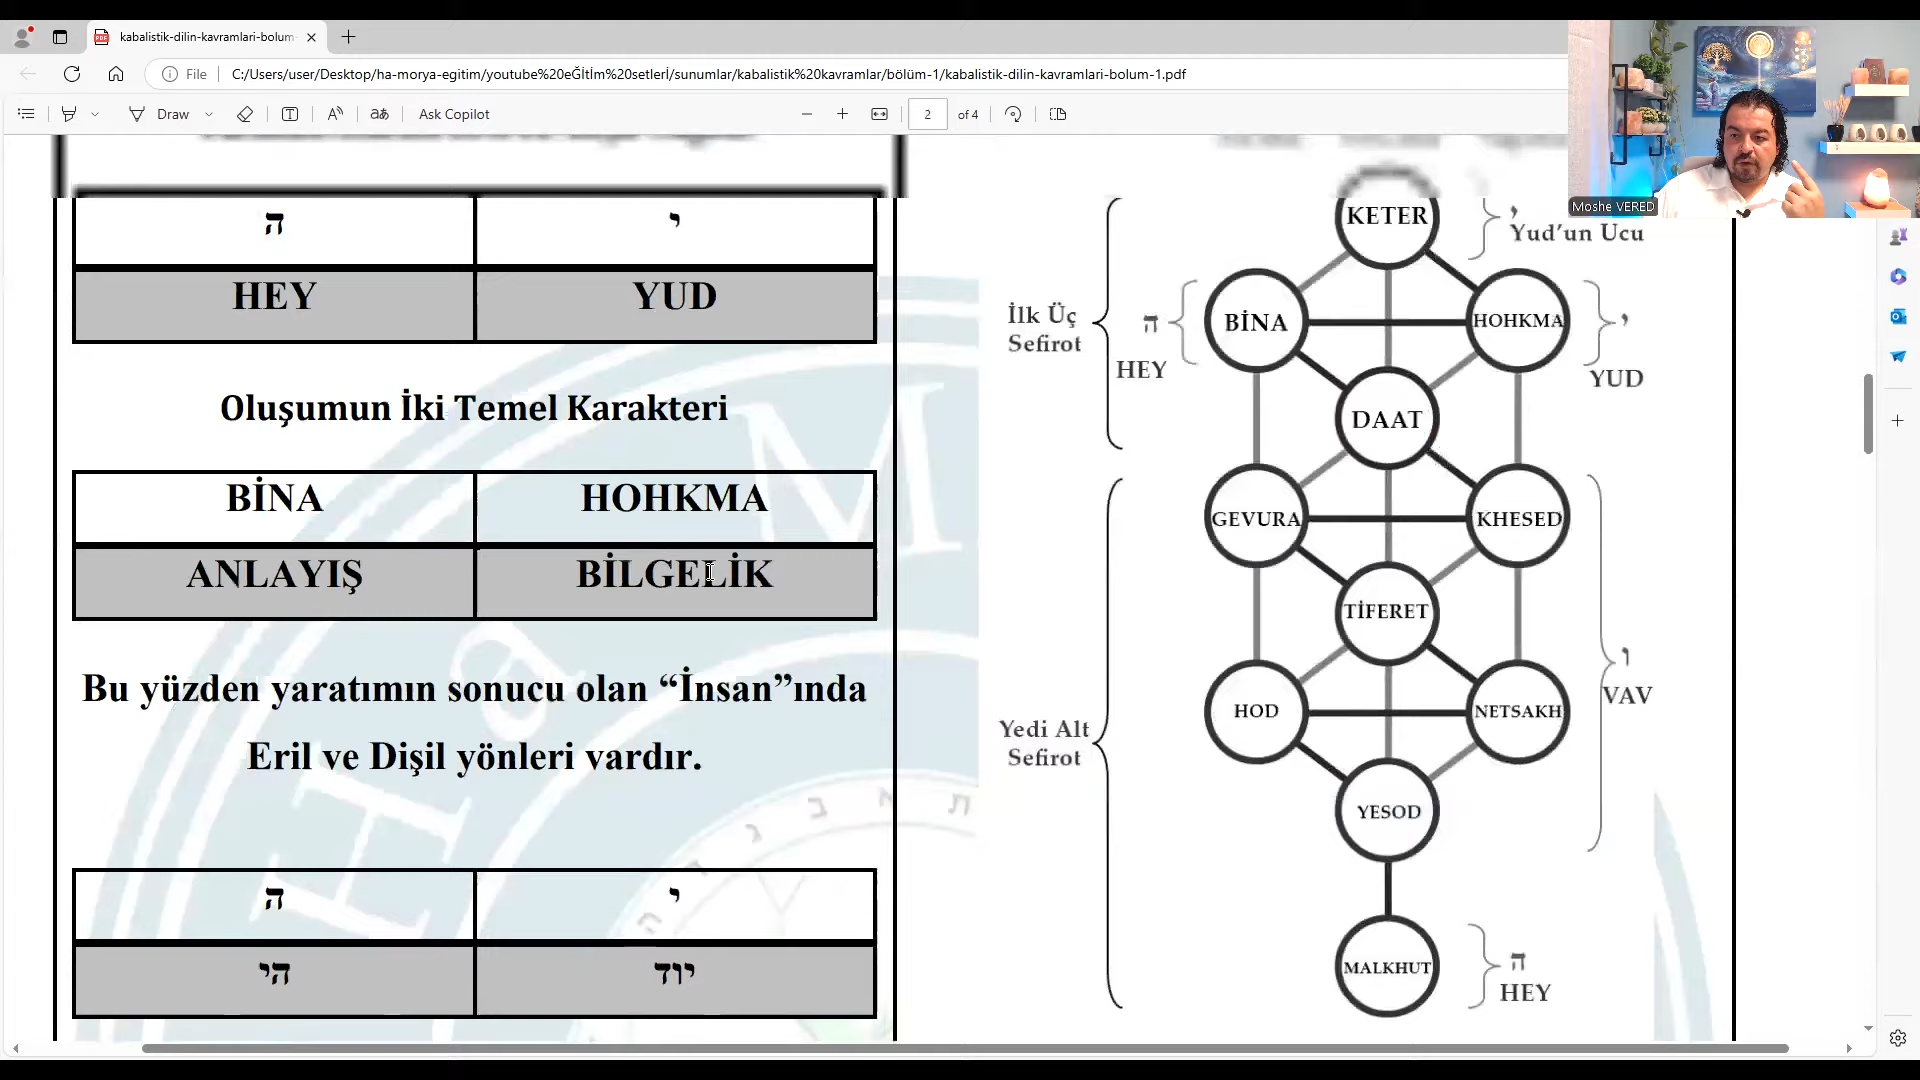 kabalistik-dilin-kavramlari-bolum-
File
C:/Users/user/Desktop/ha-morya-egitim/youtube%20eĞİtİm%20setlerİ/sunumlar/kabalistik%20kavramlar/bölüm-1/kabalistik-dilin-kavramlari-bolum-1.pdf
Draw
Ask Copilot
2
of 4
Moshe VERED
ה
י
HEY
YUD
Oluşumun İki Temel Karakteri
BİNA
HOHKMA
ANLAYIŞ
BİLGELİK
Bu yüzden yaratımın sonucu olan “İnsan”ında
Eril ve Dişil yönleri vardır.
ה
י
הי
יוד
KETER
י
Yud’un Ucu
İlk Üç
Sefirot
ה
HEY
BİNA
HOHKMA
י
YUD
DAAT
GEVURA
KHESED
TİFERET
ו
VAV
HOD
NETSAKH
Yedi Alt
Sefirot
YESOD
MALKHUT
ה
HEY
M
H
a
ה
ג
ב
א
ת